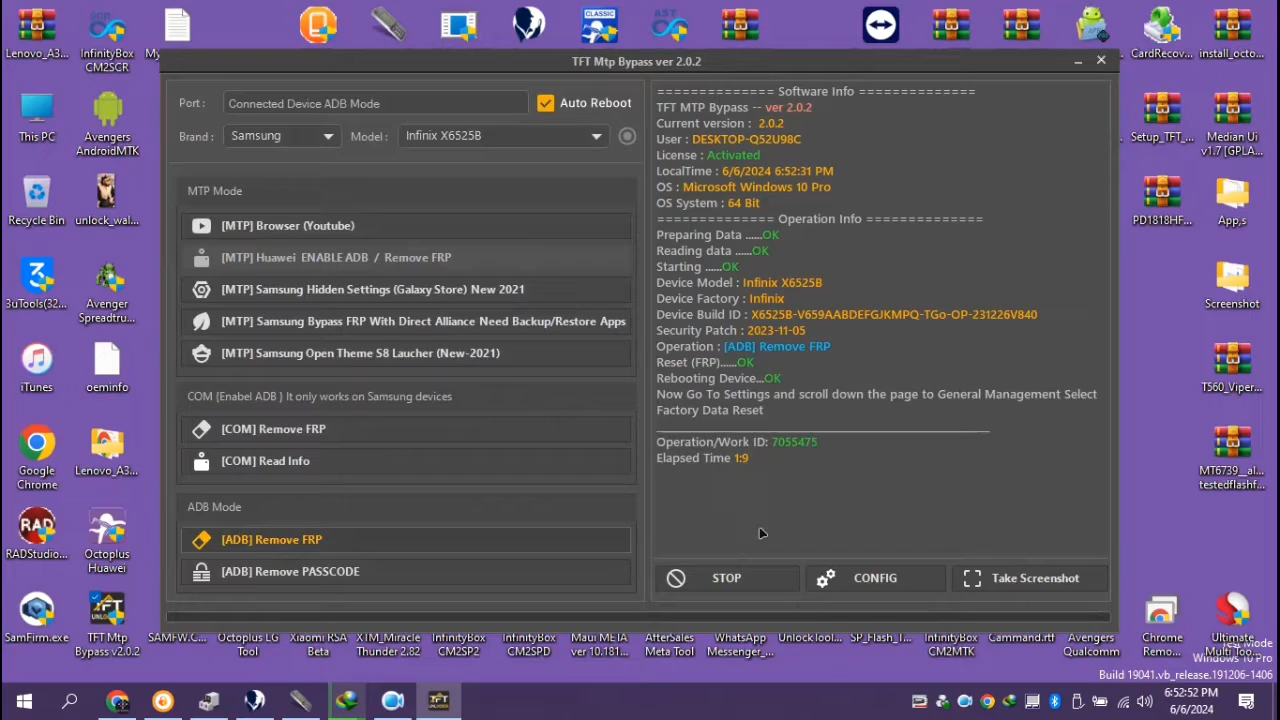 Lenovo_A3...
InfinityBox
CM2SCR
My
CLASSIC
AST
CardRecov...
install_octo...
TFT Mtp Bypass ver 2.0.2
Port :
Connected Device ADB Mode
Auto Reboot
Brand :
Samsung
Model :
Infinix X6525B
MTP Mode
[MTP] Browser (Youtube)
[MTP] Huawei ENABLE ADB / Remove FRP
[MTP] Samsung Hidden Settings (Galaxy Store) New 2021
[MTP] Samsung Bypass FRP With Direct Alliance Need Backup/Restore Apps
[MTP] Samsung Open Theme S8 Laucher (New-2021)
COM (Enabel ADB ) It only works on Samsung devices
[COM] Remove FRP
[COM] Read Info
ADB Mode
[ADB] Remove FRP
[ADB] Remove PASSCODE
============= Software Info =============
TFT MTP Bypass -- ver 2.0.2
Current version : 2.0.2
User : DESKTOP-Q52U98C
License : Activated
LocalTime : 6/6/2024 6:52:31 PM
OS : Microsoft Windows 10 Pro
OS System : 64 Bit
============= Operation Info =============
Preparing Data ......OK
Reading data ......OK
Starting ......OK
Device Model : Infinix X6525B
Device Factory : Infinix
Device Build ID : X6525B-V659AABDEFGJKMPQ-TGo-OP-231226V840
Security Patch : 2023-11-05
Operation : [ADB] Remove FRP
Reset (FRP).....OK
Rebooting Device...OK
Now Go To Settings and scroll down the page to General Management Select
Factory Data Reset
Operation/Work ID: 7055475
Elapsed Time 1:9
STOP
CONFIG
Take Screenshot
This PC
Avengers
AndroidMTK
Setup_TFT_...
Median Ui
v1.7 [GPLA...
Recycle Bin
unlock_wal...
PD1818HF...
App,s
3uTools(32...
Avenger
Spreadtru...
Screenshot
iTunes
oeminfo
T560_Viper...
Google
Chrome
Lenovo_A3...
MT6739__al...
testedflashf...
RAD
RADStudio...
Octoplus
Huawei
SamFirm.exe
TFT Mtp
Bypass v2.0.2
SAMFW.C...
Octoplus LG
Tool
Xiaomi RSA
Beta
XTM_Miracle
Thunder 2.82
InfinityBox
CM2SP2
InfinityBox
CM2SPD
Maui META
ver 10.181...
AfterSales
Meta Tool
WhatsApp
Messenger_...
UnlockTool...
SP_Flash_T...
InfinityBox
CM2MTK
Cammand.rtf
Avengers
Qualcomm
Chrome
Remo...
Ultimate
Multi Too...
Test Mode
Windows 10 Pro
Build 19041.vb_release.191206-1406
6:52:52 PM
6/6/2024